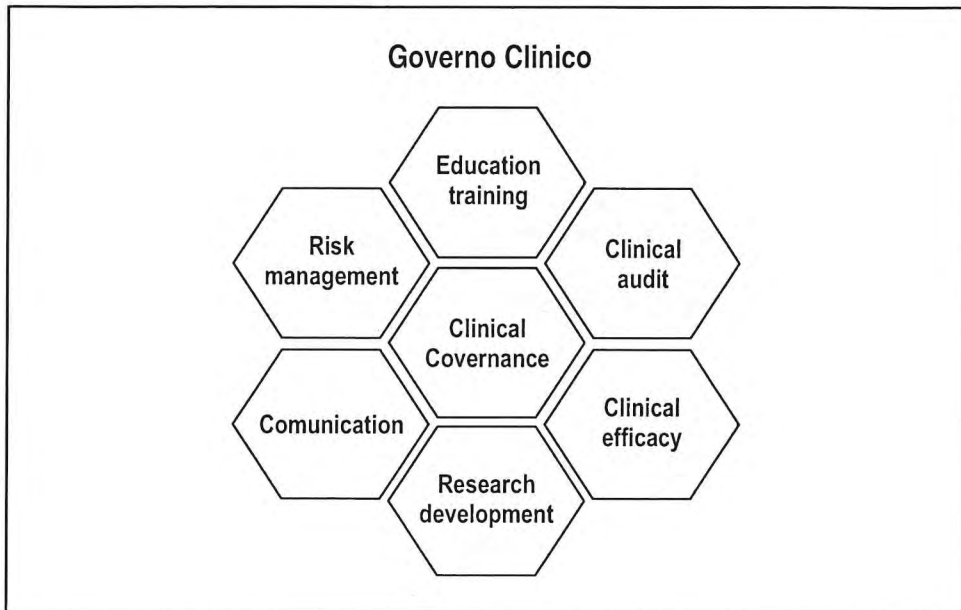 Governo Clinico
Education
training
Risk
management
Clinical
audit
Clinical
Covernance
Comunication
Clinical
efficacy
Research
development